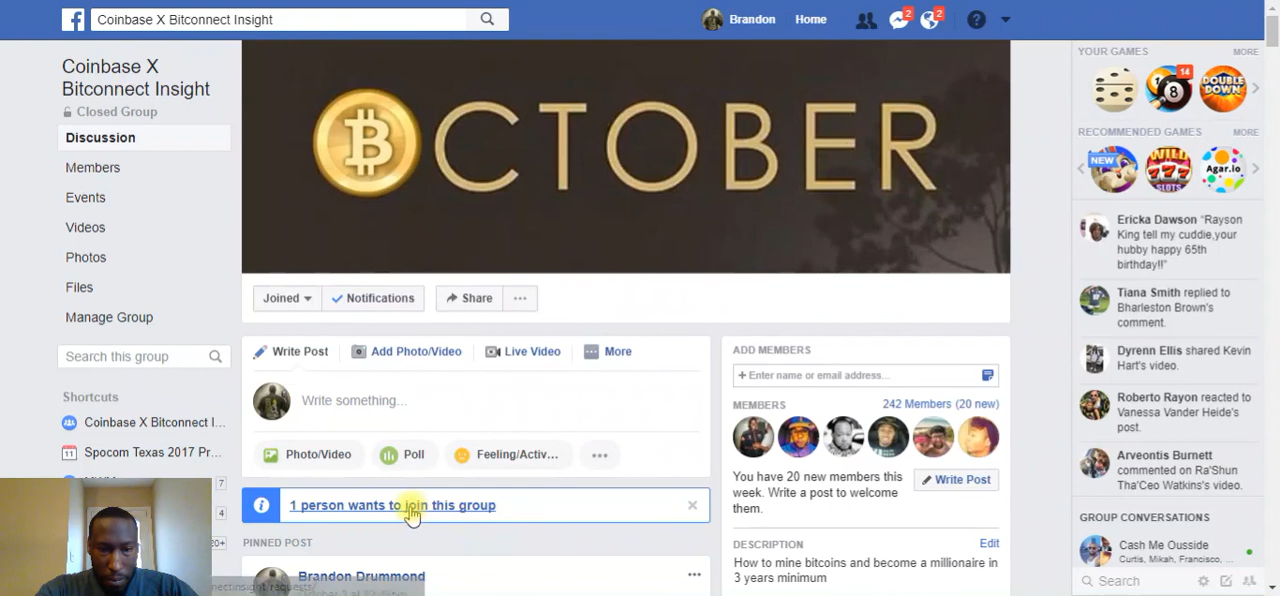 Coinbase X Bitconnect Insight
Brandon
Home
2
2
Coinbase X
Bitconnect Insight
Closed Group
Discussion
Members
Events
Videos
Photos
Files
Manage Group
Search this group
Shortcuts
Coinbase X Bitconnect I...
Spocom Texas 2017 Pr...
7
4
20+
OCTOBER
Joined
Notifications
Share
Write Post
Add Photo/Video
Live Video
More
Write something...
Photo/Video
Poll
Feeling/Activ...
1 person wants to join this group
PINNED POST
Brandon Drummond
ADD MEMBERS
+ Enter name or email address...
MEMBERS
242 Members (20 new)
You have 20 new members this
week. Write a post to welcome
them.
Write Post
DESCRIPTION
Edit
How to mine bitcoins and become a millionaire in
3 years minimum
YOUR GAMES
MORE
14
8
DOUBLE
DOWN
RECOMMENDED GAMES
MORE
NEW
WILD
777
SLOTS
Agar.io
Ericka Dawson “Rayson
King tell my cuddie,your
hubby happy 65th
birthday!!”
Tiana Smith replied to
Bharleston Brown's
comment.
Dyrenn Ellis shared Kevin
Hart's video.
Roberto Rayon reacted to
Vanessa Vander Heide's
post.
Arveontis Burnett
commented on Ra'Shun
Tha'Ceo Watkins's video.
GROUP CONVERSATIONS
Cash Me Ousside
Curtis, Mikah, Francisco, ...
Search